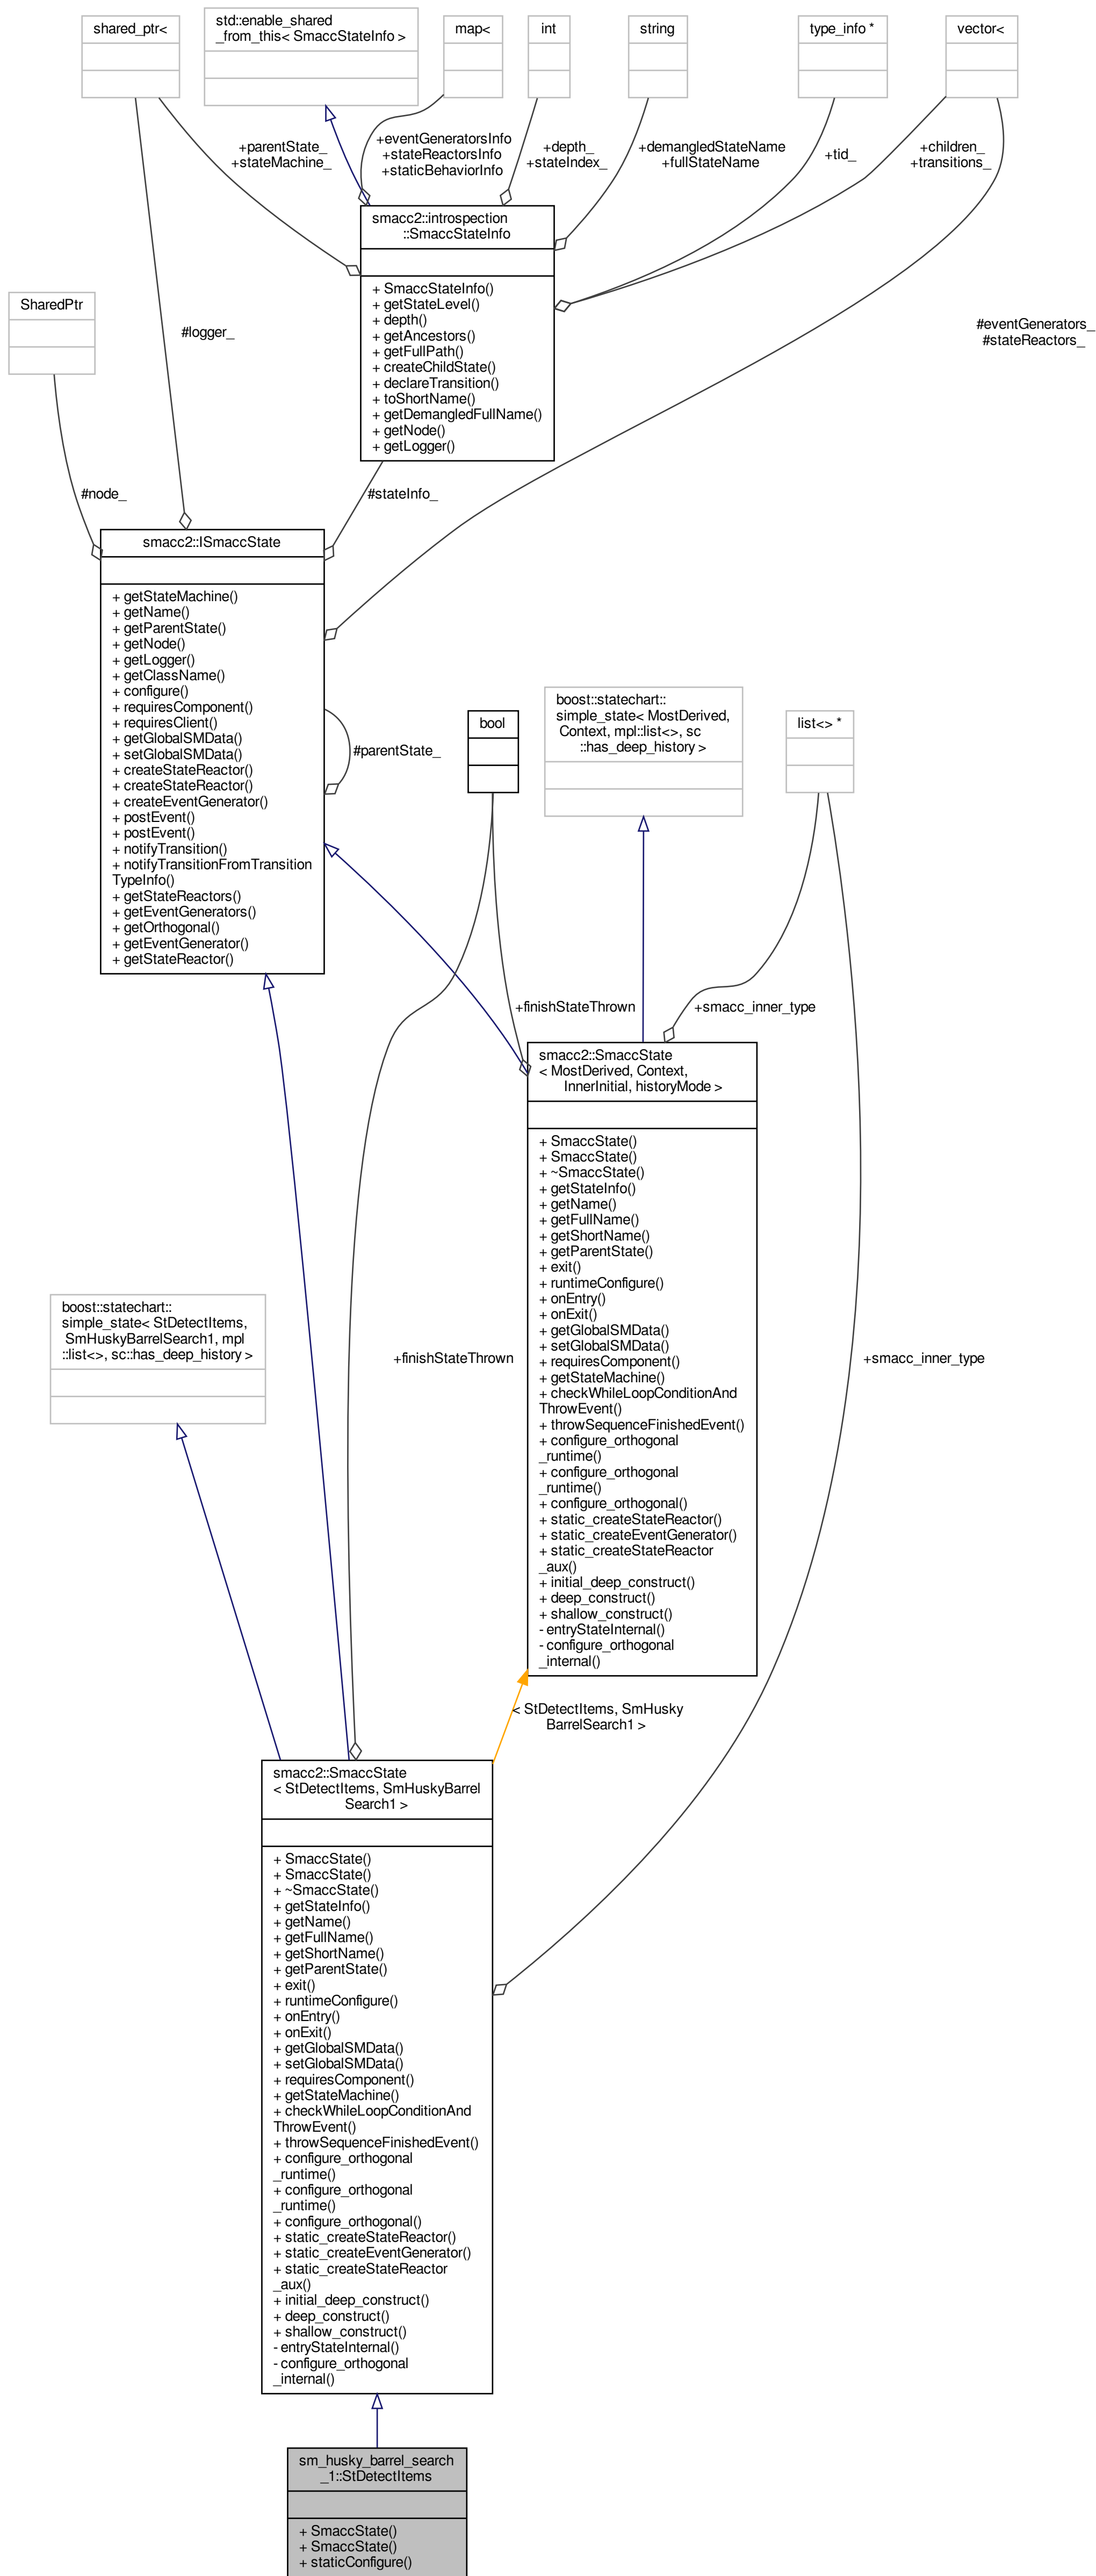 shared_ptr<
std::enable_shared
_from_this< SmaccStateInfo >
map<
int
string
type_info *
vector<
+parentState_
+stateMachine_
+eventGeneratorsInfo
+stateReactorsInfo
+staticBehaviorInfo
+depth_
+stateIndex_
+demangledStateName
+fullStateName
+tid_
+children_
+transitions_
smacc2::introspection
::SmaccStateInfo
+ SmaccStateInfo()
+ getStateLevel()
+ depth()
+ getAncestors()
+ getFullPath()
+ createChildState()
+ declareTransition()
+ toShortName()
+ getDemangledFullName()
+ getNode()
+ getLogger()
SharedPtr
#logger_
#eventGenerators_
#stateReactors_
#node_
#stateInfo_
smacc2::ISmaccState
+ getStateMachine()
+ getName()
+ getParentState()
+ getNode()
+ getLogger()
+ getClassName()
+ configure()
+ requiresComponent()
+ requiresClient()
+ getGlobalSMData()
+ setGlobalSMData()
+ createStateReactor()
+ createStateReactor()
+ createEventGenerator()
+ postEvent()
+ postEvent()
+ notifyTransition()
+ notifyTransitionFromTransition
TypeInfo()
+ getStateReactors()
+ getEventGenerators()
+ getOrthogonal()
+ getEventGenerator()
+ getStateReactor()
#parentState_
bool
boost::statechart::
simple_state< MostDerived,
Context, mpl::list<>, sc
::has_deep_history >
list<> *
+finishStateThrown
+smacc_inner_type
smacc2::SmaccState
< MostDerived, Context,
InnerInitial, historyMode >
+ SmaccState()
+ SmaccState()
+ ~SmaccState()
+ getStateInfo()
+ getName()
+ getFullName()
+ getShortName()
+ getParentState()
+ exit()
+ runtimeConfigure()
+ onEntry()
+ onExit()
+ getGlobalSMData()
+ setGlobalSMData()
+ requiresComponent()
+ getStateMachine()
+ checkWhileLoopConditionAnd
ThrowEvent()
+ throwSequenceFinishedEvent()
+ configure_orthogonal
_runtime()
+ configure_orthogonal
_runtime()
+ configure_orthogonal()
+ static_createStateReactor()
+ static_createEventGenerator()
+ static_createStateReactor
_aux()
+ initial_deep_construct()
+ deep_construct()
+ shallow_construct()
- entryStateInternal()
- configure_orthogonal
_internal()
boost::statechart::
simple_state< StDetectItems,
SmHuskyBarrelSearch1, mpl
::list<>, sc::has_deep_history >
+finishStateThrown
+smacc_inner_type
< StDetectItems, SmHusky
BarrelSearch1 >
smacc2::SmaccState
< StDetectItems, SmHuskyBarrel
Search1 >
+ SmaccState()
+ SmaccState()
+ ~SmaccState()
+ getStateInfo()
+ getName()
+ getFullName()
+ getShortName()
+ getParentState()
+ exit()
+ runtimeConfigure()
+ onEntry()
+ onExit()
+ getGlobalSMData()
+ setGlobalSMData()
+ requiresComponent()
+ getStateMachine()
+ checkWhileLoopConditionAnd
ThrowEvent()
+ throwSequenceFinishedEvent()
+ configure_orthogonal
_runtime()
+ configure_orthogonal
_runtime()
+ configure_orthogonal()
+ static_createStateReactor()
+ static_createEventGenerator()
+ static_createStateReactor
_aux()
+ initial_deep_construct()
+ deep_construct()
+ shallow_construct()
- entryStateInternal()
- configure_orthogonal
_internal()
sm_husky_barrel_search
_1::StDetectItems
+ SmaccState()
+ SmaccState()
+ staticConfigure()